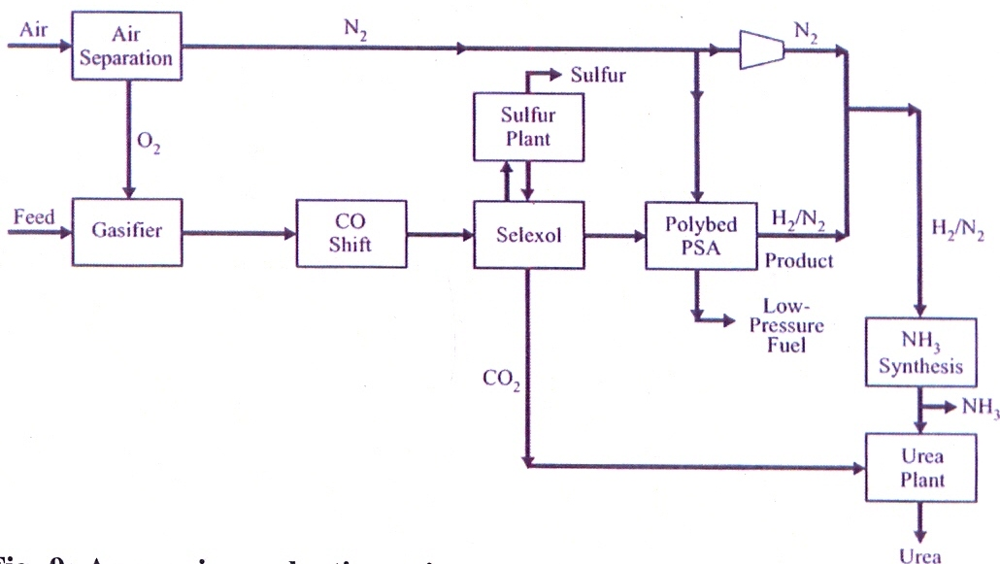 Air
Air
Separation
N₂
N₂
Sulfur
Sulfur
Plant
O₂
Feed
Gasifier
CO
Shift
Selexol
Polybed
PSA
H₂/N₂
Product
H₂/N₂
Low-
Pressure
Fuel
NH₃
Synthesis
CO₂
NH₃
Urea
Plant
Urea